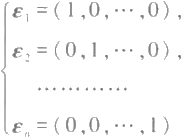 ε₁ = ( 1 , 0 , ⋯ , 0 ) ,
ε₂ = ( 0 , 1 , ⋯ , 0 ) ,
⋯⋯⋯⋯
εₙ = ( 0 , 0 , ⋯ , 1 )